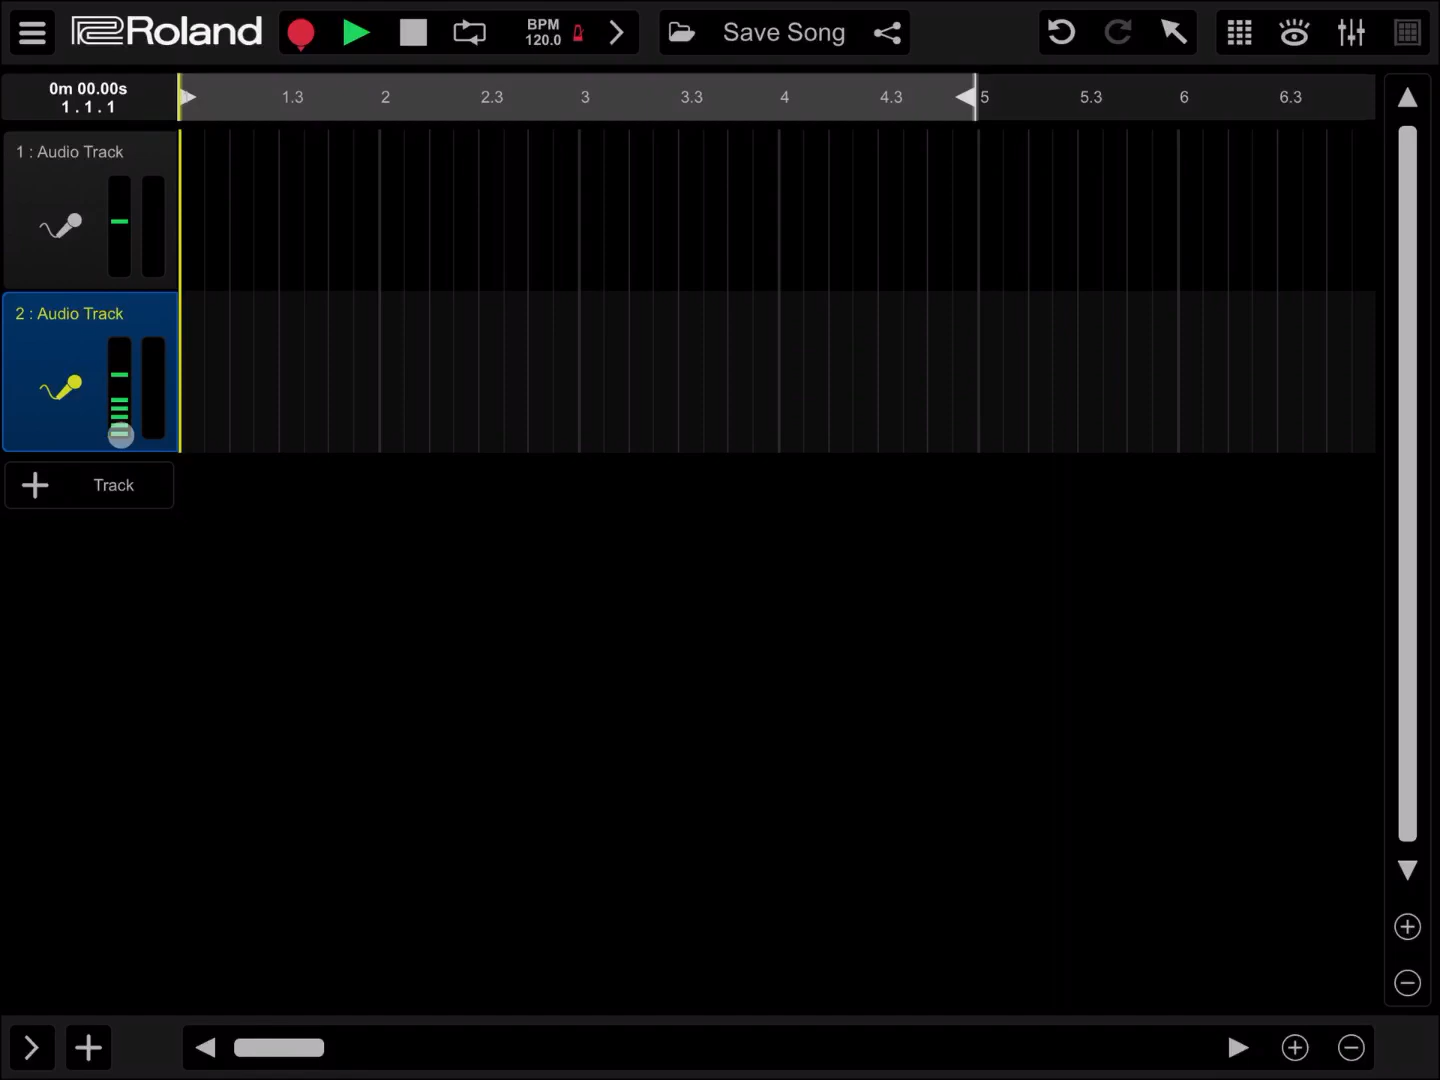 Roland
BPM
120.0
Save Song
0m 00.00s
1.1.1
1.3 2 2.3 3 3.3 4 4.3 5 5.3 6 6.3
1 : Audio Track
2 : Audio Track
Track